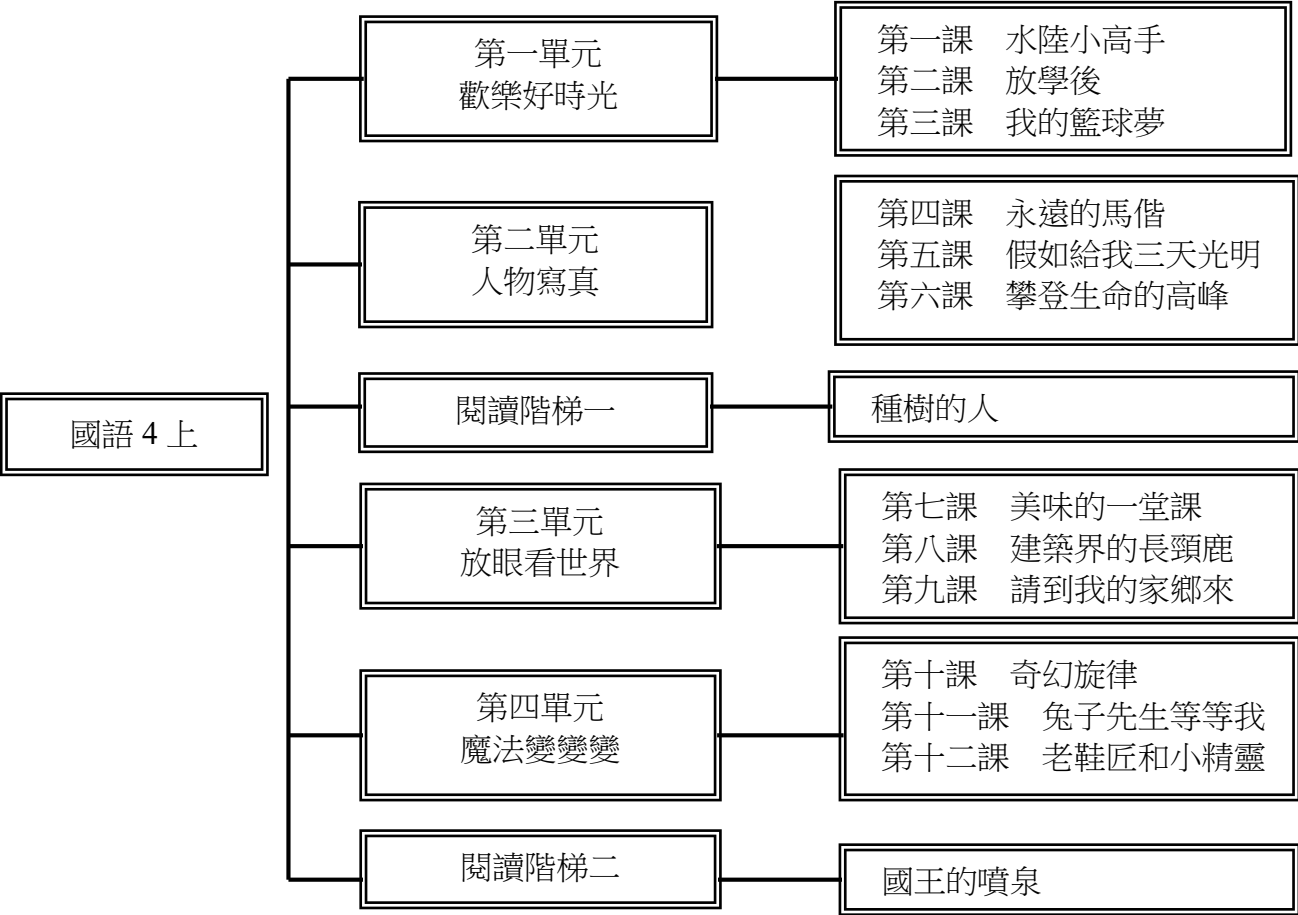 國語 4 上
第一單元
歡樂好時光
第一課　水陸小高手
第二課　放學後
第三課　我的籃球夢
第二單元
人物寫真
第四課　永遠的馬偕
第五課　假如給我三天光明
第六課　攀登生命的高峰
閱讀階梯一
種樹的人
第三單元
放眼看世界
第七課　美味的一堂課
第八課　建築界的長頸鹿
第九課　請到我的家鄉來
第四單元
魔法變變變
第十課　奇幻旋律
第十一課　兔子先生等等我
第十二課　老鞋匠和小精靈
閱讀階梯二
國王的噴泉